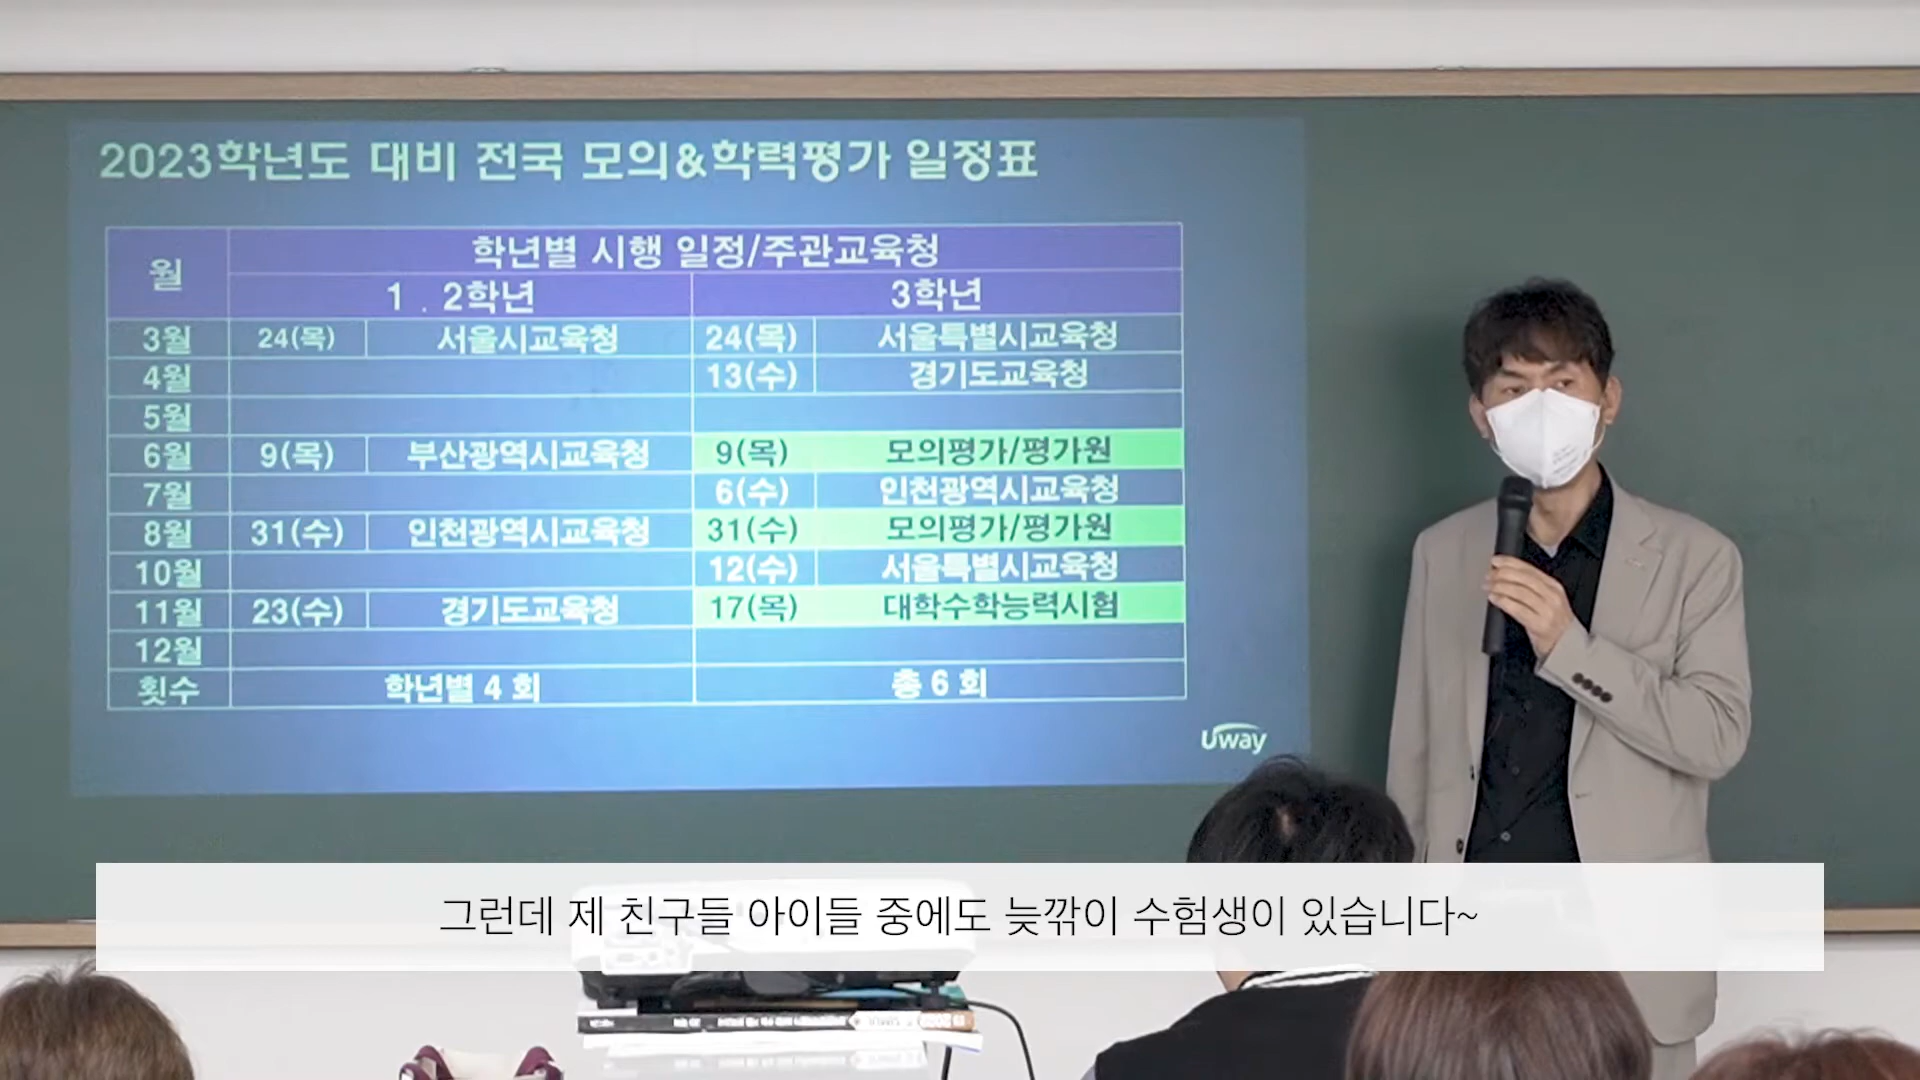 2023학년도 대비 전국 모의&학력평가 일정표
월 학년별 시행 일정/주관교육청
1 . 2학년 3학년
3월 24(목) 서울시교육청 24(목) 서울특별시교육청
4월 13(수) 경기도교육청
5월
6월 9(목) 부산광역시교육청 9(목) 모의평가/평가원
7월 6(수) 인천광역시교육청
8월 31(수) 인천광역시교육청 31(수) 모의평가/평가원
10월 12(수) 서울특별시교육청
11월 23(수) 경기도교육청 17(목) 대학수학능력시험
12월
횟수 학년별 4 회 총 6 회
Uway
그런데 제 친구들 아이들 중에도 늦깎이 수험생이 있습니다~